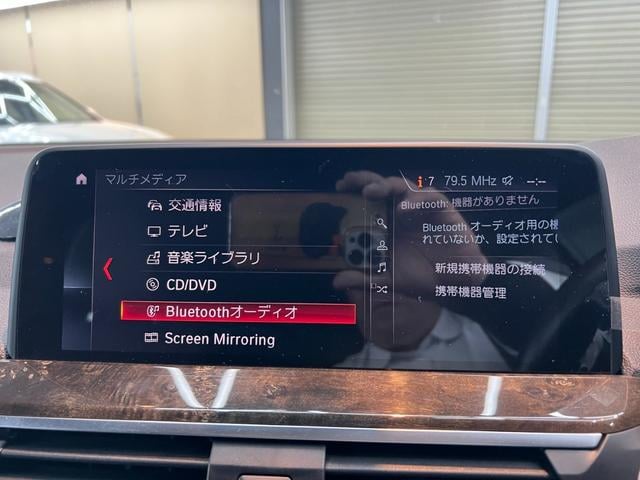 マルチメディア
i 7 79.5 MHz --:--
交通情報
テレビ
音楽ライブラリ
CD/DVD
Bluetoothオーディオ
Screen Mirroring
Bluetooth: 機器がありません
Bluetooth オーディオ用の機
れていないか、設定されてい
新規携帯機器の接続
携帯機器管理